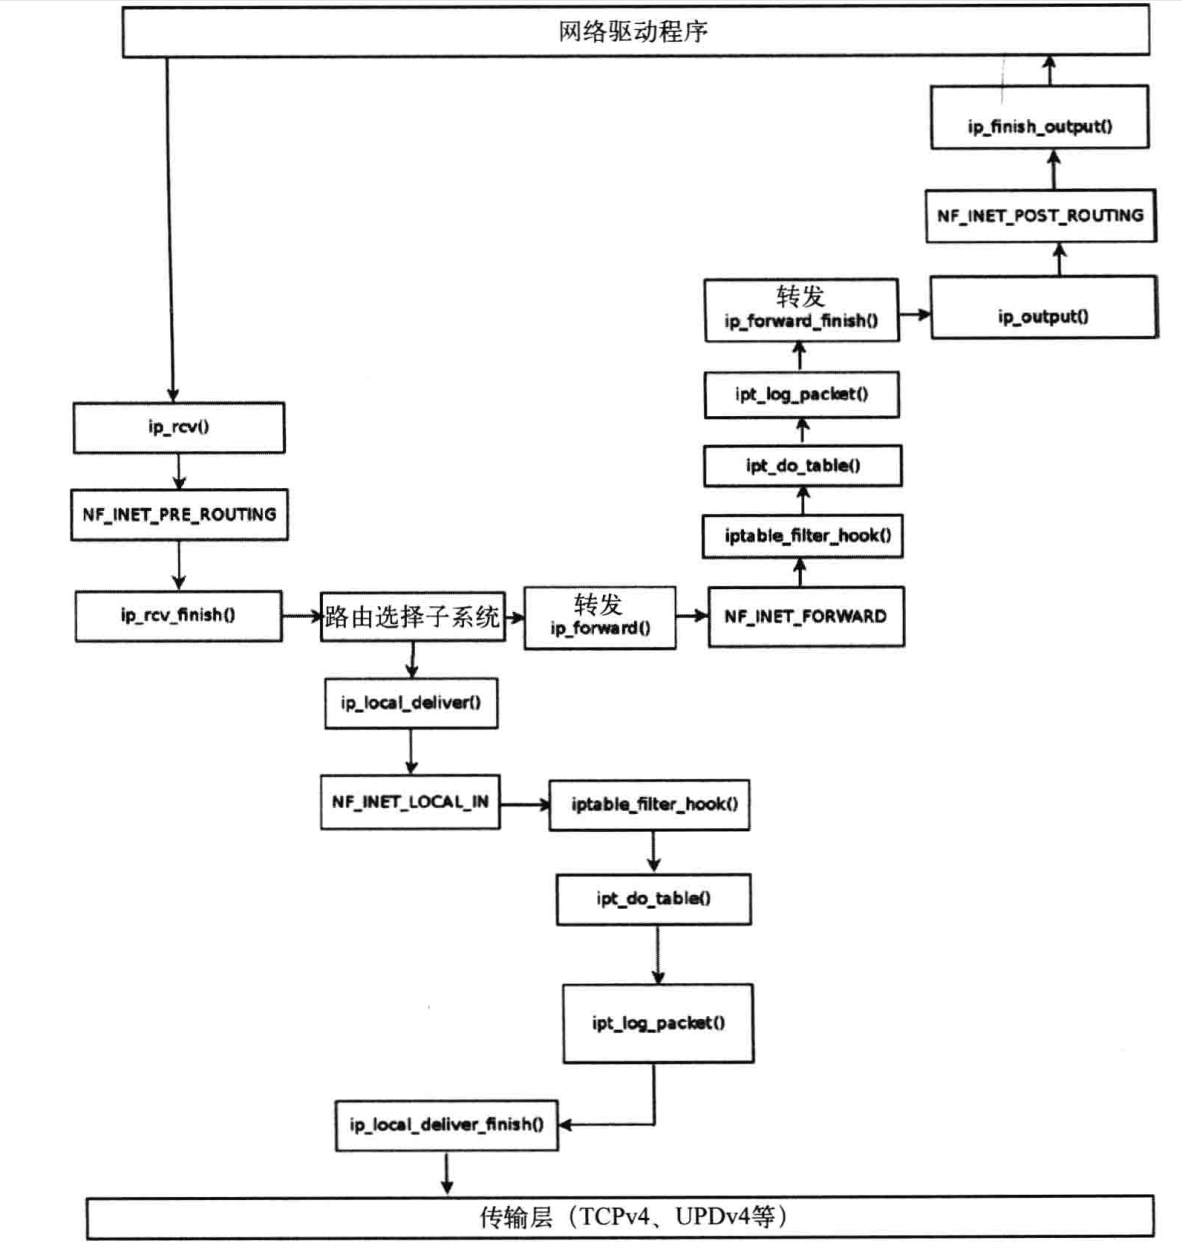 网络驱动程序
ip_finish_output()
NF_INET_POST_ROUTING
转发
ip_forward_finish()
ip_output()
ipt_log_packet()
ip_rcv()
ipt_do_table()
NF_INET_PRE_ROUTING
iptable_filter_hook()
ip_rcv_finish()
路由选择子系统
转发
ip_forward()
NF_INET_FORWARD
ip_local_deliver()
NF_INET_LOCAL_IN
iptable_filter_hook()
ipt_do_table()
ipt_log_packet()
ip_local_deliver_finish()
传输层（TCPv4、UPDv4等）